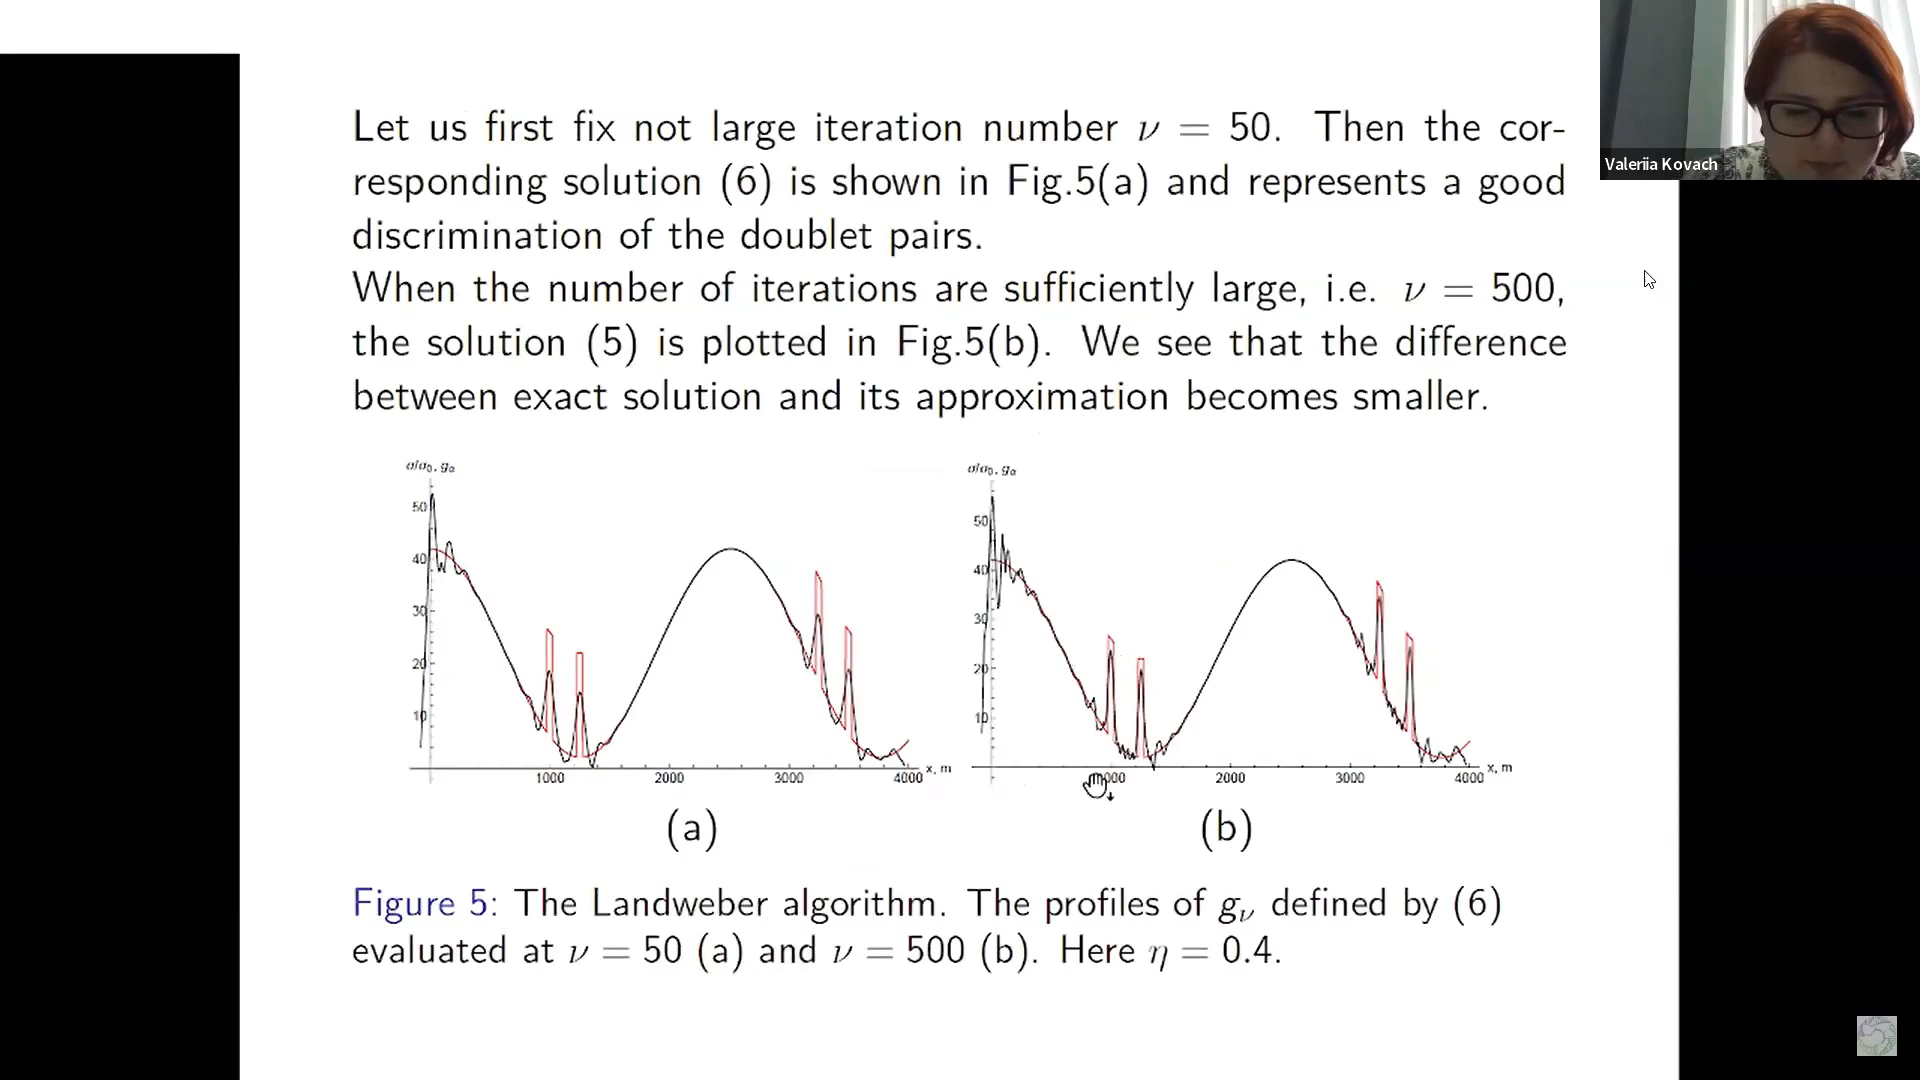 Let us first fix not large iteration number ν = 50. Then the cor-
responding solution (6) is shown in Fig.5(a) and represents a good
discrimination of the doublet pairs.
When the number of iterations are sufficiently large, i.e. ν = 500,
the solution (5) is plotted in Fig.5(b). We see that the difference
between exact solution and its approximation becomes smaller.
Valeriia Kovach
50
40
30
20
10
1000 2000 3000 4000 x, m
(a)
50
40
30
20
10
2000 3000 4000 x, m
(b)
Figure 5: The Landweber algorithm. The profiles of gν defined by (6)
evaluated at ν = 50 (a) and ν = 500 (b). Here η = 0.4.